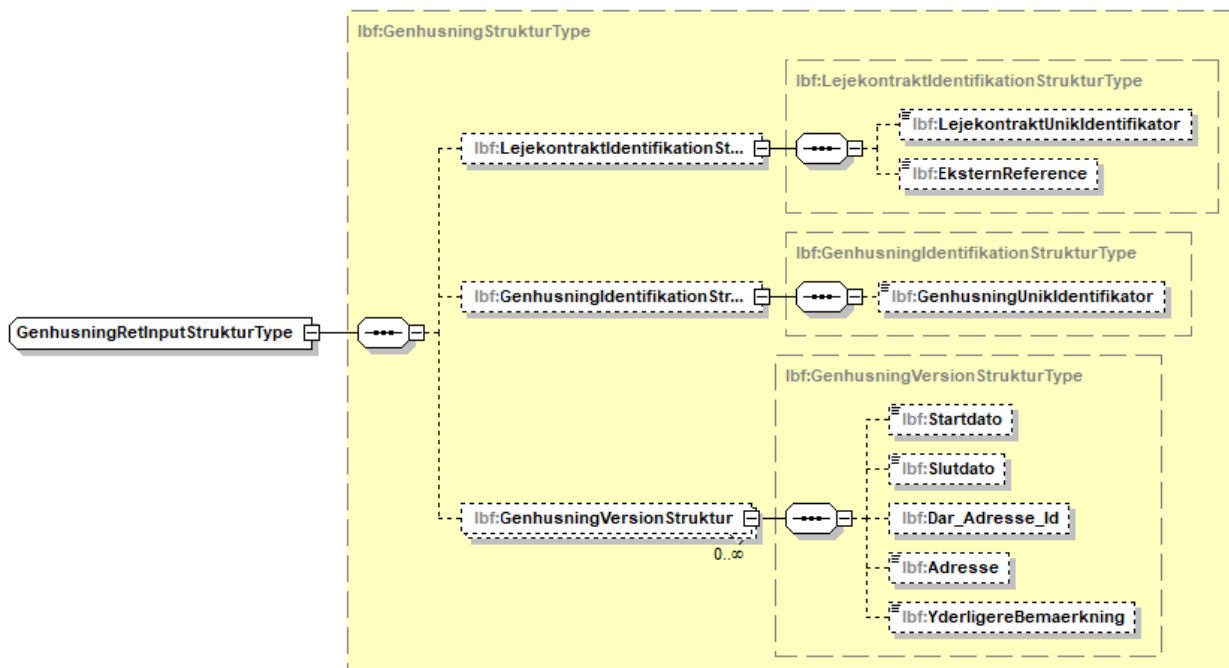 lbf:GenhusningStrukturType
lbf:LejekontraktIdentifikationStrukturType
lbf:LejekontraktUnikIdentifikator
lbf:LejekontraktIdentifikationSt...
lbf:EksternReference
lbf:GenhusningIdentifikationStrukturType
lbf:GenhusningIdentifikationStr...
lbf:GenhusningUnikIdentifikator
GenhusningRetInputStrukturType
lbf:GenhusningVersionStrukturType
lbf:Startdato
lbf:Slutdato
lbf:GenhusningVersionStruktur
0..∞
lbf:Dar_Adresse_Id
lbf:Adresse
lbf:YderligereBemaerkning